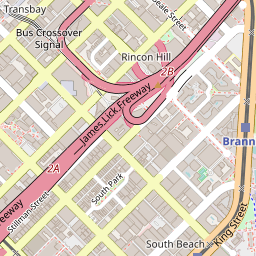 Transbay
Beale Street
Bus Crossover
Signal
Rincon Hill
2B
James Lick Freeway
Brann
2A
South Park
Stillman Street
eeway
South Beach
King Street